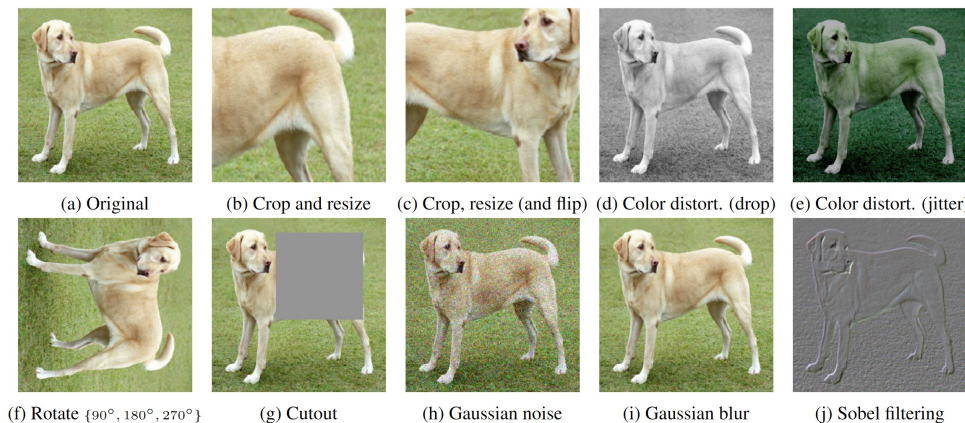 (a) Original
(b) Crop and resize
(c) Crop, resize (and flip)
(d) Color distort. (drop)
(e) Color distort. (jitter)
(f) Rotate {90°, 180°, 270°}
(g) Cutout
(h) Gaussian noise
(i) Gaussian blur
(j) Sobel filtering